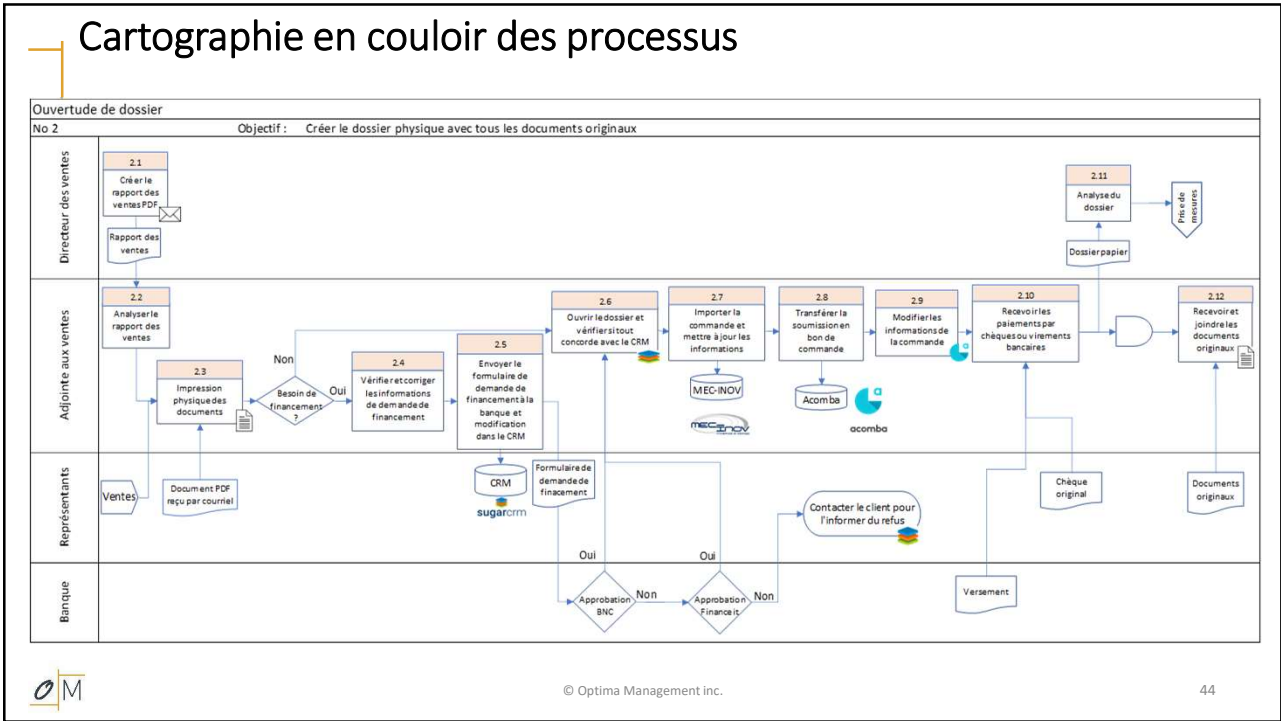 Cartographie en couloir des processus
Ouvertude de dossier
No 2
Objectif : Créer le dossier physique avec tous les documents originaux
Directeur des ventes
2.1
Créer le
rapport des
ventes PDF
Rapport des
ventes
2.11
Analyse du
dossier
Prise de
mesures
Dossier papier
Adjointe aux ventes
2.2
Analyser le
rapport des
ventes
2.3
Impression
physique des
documents
Non
Besoin de
financement
?
Oui
2.4
Vérifie et corriger
les informations
de demande de
financement
2.5
Envoyer le
formulaire de
demande de
financement à la
banque et
modification
dans le CRM
2.6
Ouvrir le dossier et
vérifier si tout
concorde avec le CRM
2.7
Importer la
commande et
mettre à jour les
informations
MEC-INOV
MEC INOV
2.8
Transférer la
soumission en
bon de
commande
Acomba
acomba
2.9
Modifier les
informations de
la commande
2.10
Recevoir les
paiements par
chèques ou virements
bancaires
2.12
Recevoir et
joindre les
documents
originaux
Représentants
Ventes
Document PDF
reçu par courriel
CRM
sugarcrm
Formulaire de
demande de
finacement
Contacter le client pour
l'informer du refus
Chèque
original
Documents
originaux
Oui
Oui
Banque
Approbation
BNC
Non
Approbation
Finance it
Non
Versement
OM
© Optima Management inc.
44